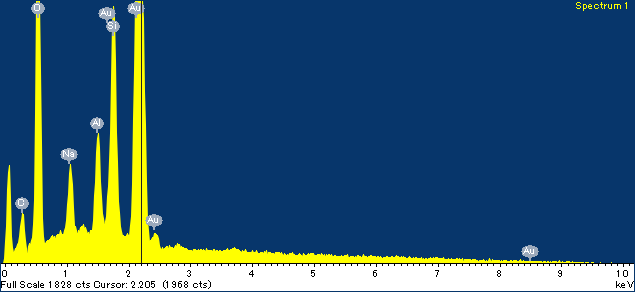 Spectrum 1
O
Au
Si
Au
Al
Na
O
Au
Au
0 1 2 3 4 5 6 7 8 9 10
Full Scale 1828 cts Cursor: 2.205 (1968 cts) keV